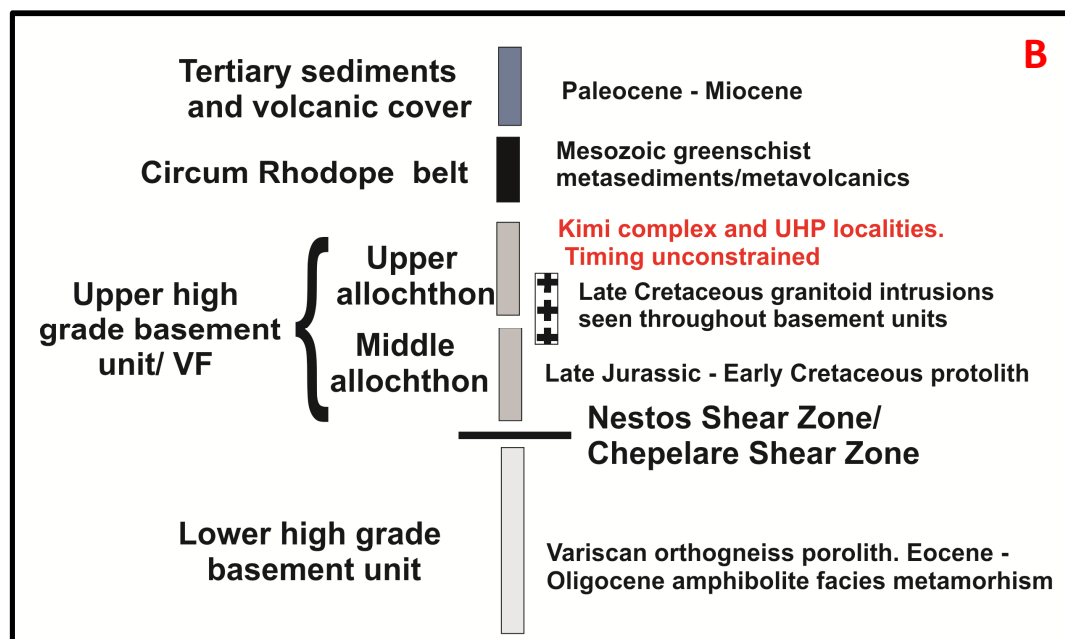 B
Tertiary sediments
and volcanic cover
Paleocene - Miocene
Circum Rhodope belt
Mesozoic greenschist
metasediments/metavolcanics
Upper high
grade basement
unit/ VF
Upper
allochthon
Kimi complex and UHP localities.
Timing unconstrained
Late Cretaceous granitoid intrusions
seen throughout basement units
Middle
allochthon
Late Jurassic - Early Cretaceous protolith
Nestos Shear Zone/
Chepelare Shear Zone
Lower high grade
basement unit
Variscan orthogneiss porolith. Eocene -
Oligocene amphibolite facies metamorhism